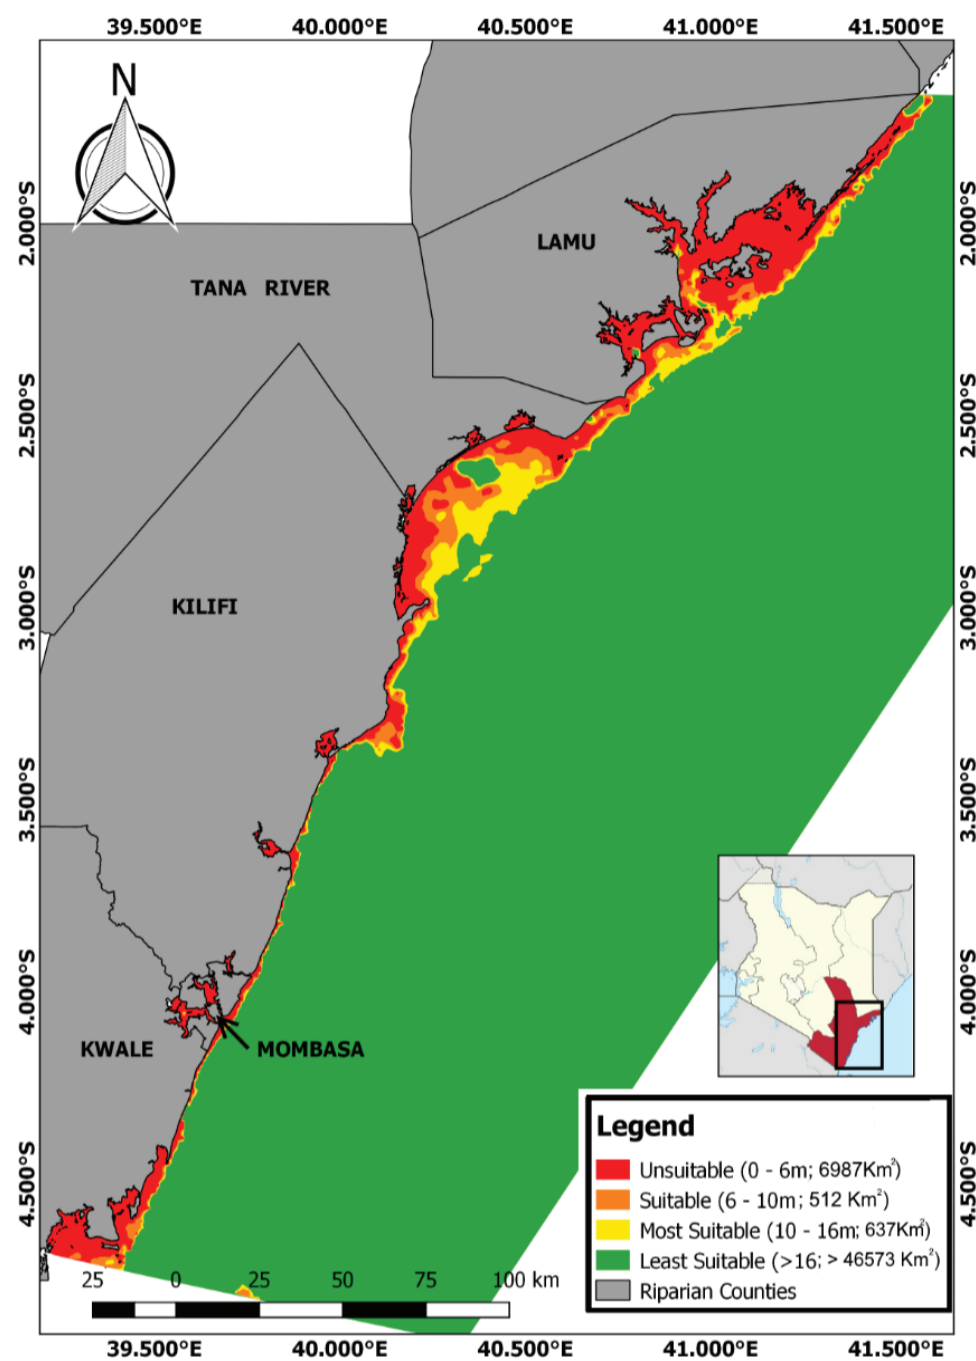 39.500°E 40.000°E 40.500°E 41.000°E 41.500°E
N
2.000°S
2.500°S
3.000°S
3.500°S
4.000°S
4.500°S
LAMU
TANA RIVER
KILIFI
KWALE
MOMBASA
2.000°S
2.500°S
3.000°S
3.500°S
4.000°S
4.500°S
Legend
Unsuitable (0 - 6m; 6987Km²)
Suitable (6 - 10m; 512 Km²)
Most Suitable (10 - 16m; 637Km²)
Least Suitable (>16; > 46573 Km²)
Riparian Counties
25 0 25 50 75 100 km
39.500°E 40.000°E 40.500°E 41.000°E 41.500°E